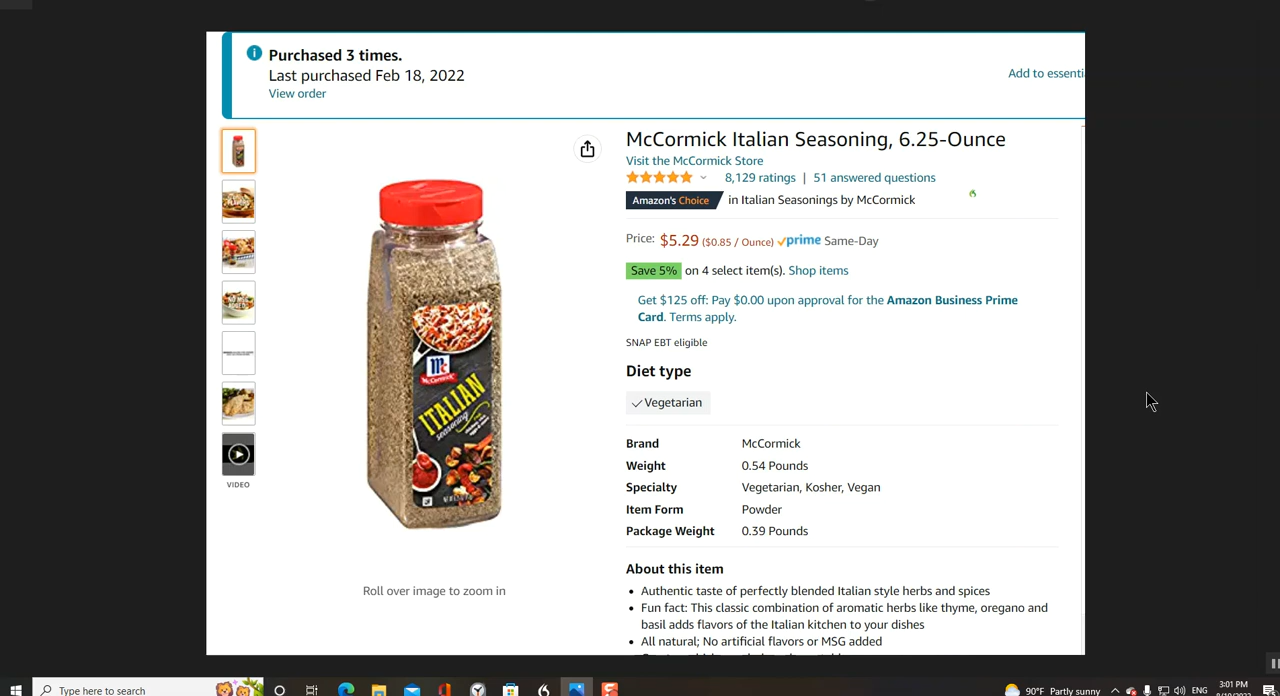 Purchased 3 times.
Last purchased Feb 18, 2022
View order
Add to essenti
McCormick Italian Seasoning, 6.25-Ounce
Visit the McCormick Store
8,129 ratings | 51 answered questions
Amazon's Choice in Italian Seasonings by McCormick
Price: $5.29 ($0.85 / Ounce) prime Same-Day
Save 5% on 4 select item(s). Shop items
Get $125 off: Pay $0.00 upon approval for the Amazon Business Prime
Card. Terms apply.
SNAP EBT eligible
Diet type
Vegetarian
Brand McCormick
Weight 0.54 Pounds
Specialty Vegetarian, Kosher, Vegan
Item Form Powder
Package Weight 0.39 Pounds
About this item
Authentic taste of perfectly blended Italian style herbs and spices
Fun fact: This classic combination of aromatic herbs like thyme, oregano and
basil adds flavors of the Italian kitchen to your dishes
All natural; No artificial flavors or MSG added
Mc
McCormick
ITALIAN
seasoning
VIDEO
Roll over image to zoom in
Type here to search
90°F Partly sunny
ENG
3:01 PM